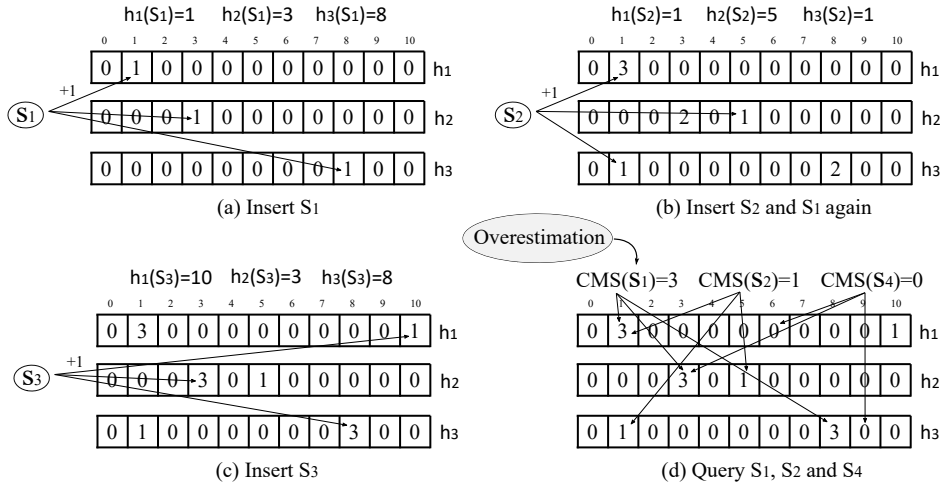 h₁(S₁)=1 h₂(S₁)=3 h₃(S₁)=8
0 1 2 3 4 5 6 7 8 9 10
0 1 0 0 0 0 0 0 0 0 0 h₁
+1
S₁
0 0 0 1 0 0 0 0 0 0 0 h₂
0 0 0 0 0 0 0 0 1 0 0 h₃
(a) Insert S₁
h₁(S₂)=1 h₂(S₂)=5 h₃(S₂)=1
0 1 2 3 4 5 6 7 8 9 10
0 3 0 0 0 0 0 0 0 0 0 h₁
+1
S₂
0 0 0 2 0 1 0 0 0 0 0 h₂
0 1 0 0 0 0 0 0 2 0 0 h₃
(b) Insert S₂ and S₁ again
h₁(S₃)=10 h₂(S₃)=3 h₃(S₃)=8
0 1 2 3 4 5 6 7 8 9 10
0 3 0 0 0 0 0 0 0 0 1 h₁
+1
S₃
0 0 0 3 0 1 0 0 0 0 0 h₂
0 1 0 0 0 0 0 0 3 0 0 h₃
(c) Insert S₃
Overestimation
CMS(S₁)=3 CMS(S₂)=1 CMS(S₄)=0
0 1 2 3 4 5 6 7 8 9 10
0 3 0 0 0 0 0 0 0 0 1 h₁
0 0 0 3 0 1 0 0 0 0 0 h₂
0 1 0 0 0 0 0 0 3 0 0 h₃
(d) Query S₁, S₂ and S₄